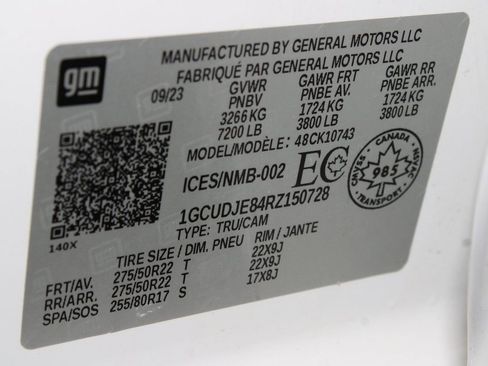 gm
MANUFACTURED BY GENERAL MOTORS LLC
FABRIQUÉ PAR GENERAL MOTORS LLC
09/23 GVWR GAWR FRT GAWR RR
PNBV PNBE AV. PNBE ARR.
3266 KG 1724 KG 1724 KG
7200 LB 3800 LB 3800 LB
MODEL/MODÈLE: 48CK10743
ICES/NMB-002 EC
CANADA
CMVSS NSVAC
985
TRANSPORT
1GCUDJE84RZ150728
TYPE: TRU/CAM
140X
TIRE SIZE / DIM. PNEU RIM / JANTE
FRT/AV. 275/50R22 T 22X9J
RR/ARR. 275/50R22 T 22X9J
SPA/SOS 255/80R17 S 17X8J